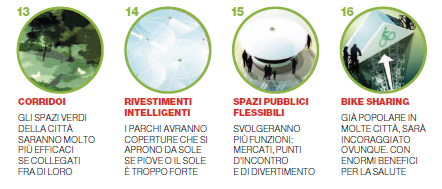 13
CORRIDOI
GLI SPAZI VERDI
DELLA CITTÀ
SARANNO MOLTO
PIÙ EFFICACI
SE COLLEGATI
FRA DI LORO
14
RIVESTIMENTI
INTELLIGENTI
I PARCHI AVRANNO
COPERTURE CHE SI
APRONO DA SOLE
SE PIOVE O IL SOLE
È TROPPO FORTE
15
SPAZI PUBBLICI
FLESSIBILI
SVOLGERANNO
PIÙ FUNZIONI:
MERCATI, PUNTI
D'INCONTRO
E DI DIVERTIMENTO
16
BIKE SHARING
GIÀ POPOLARE IN
MOLTE CITTÀ, SARÀ
INCORAGGIATO
OVUNQUE. CON
ENORMI BENEFICI
PER LA SALUTE